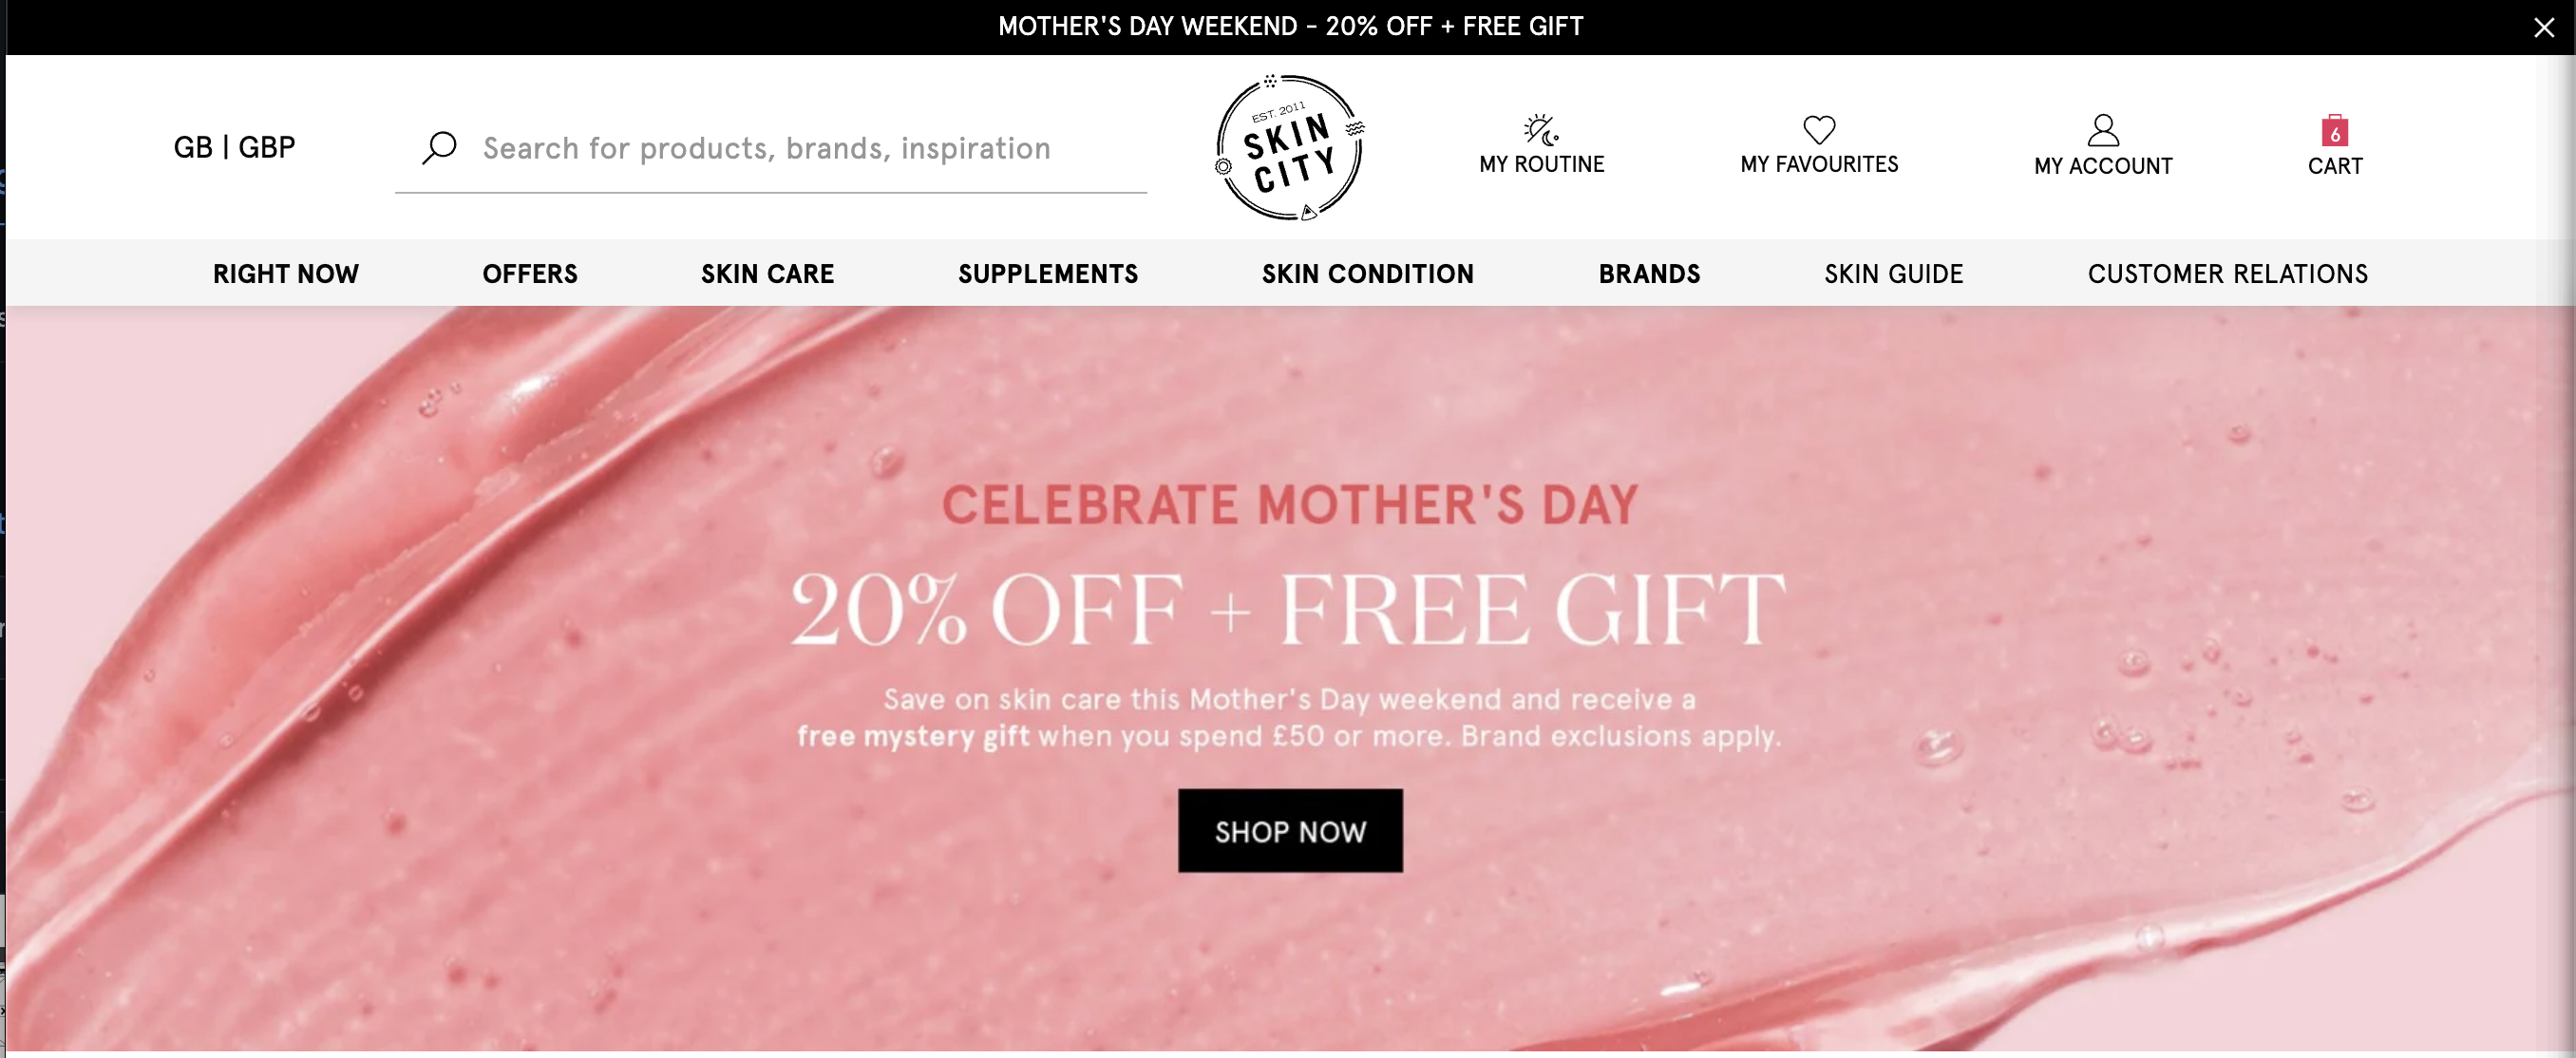 MOTHER'S DAY WEEKEND - 20% OFF + FREE GIFT
GB | GBP
Search for products, brands, inspiration
EST. 2011
SKIN
CITY
MY ROUTINE
MY FAVOURITES
MY ACCOUNT
6
CART
RIGHT NOW
OFFERS
SKIN CARE
SUPPLEMENTS
SKIN CONDITION
BRANDS
SKIN GUIDE
CUSTOMER RELATIONS
CELEBRATE MOTHER'S DAY
20% OFF + FREE GIFT
Save on skin care this Mother's Day weekend and receive a
free mystery gift when you spend £50 or more. Brand exclusions apply.
SHOP NOW